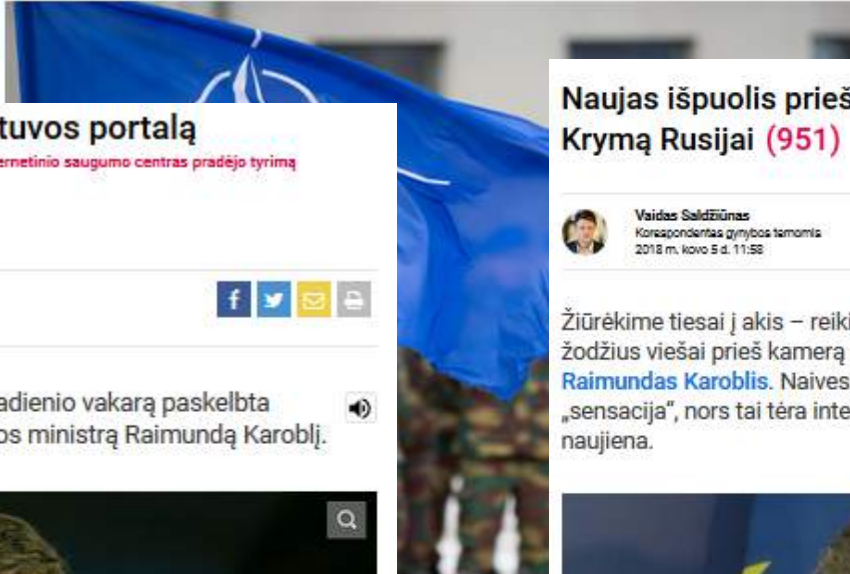 tuvos portalą
ernetinio saugumo centras pradėjo tyrimą
adienio vakarą paskelbta
os ministrą Raimundą Karoblį.
Naujas išpuolis prieš
Krymą Rusijai (951)
Vaidas Saldžiūnas
Korespondentas gynybos temomis
2018 m. kovo 5 d. 11:58
Žiūrėkime tiesai į akis – reiki
žodžius viešai prieš kamerą
Raimundas Karoblis. Naives
„sensacija“, nors tai tėra inte
naujiena.